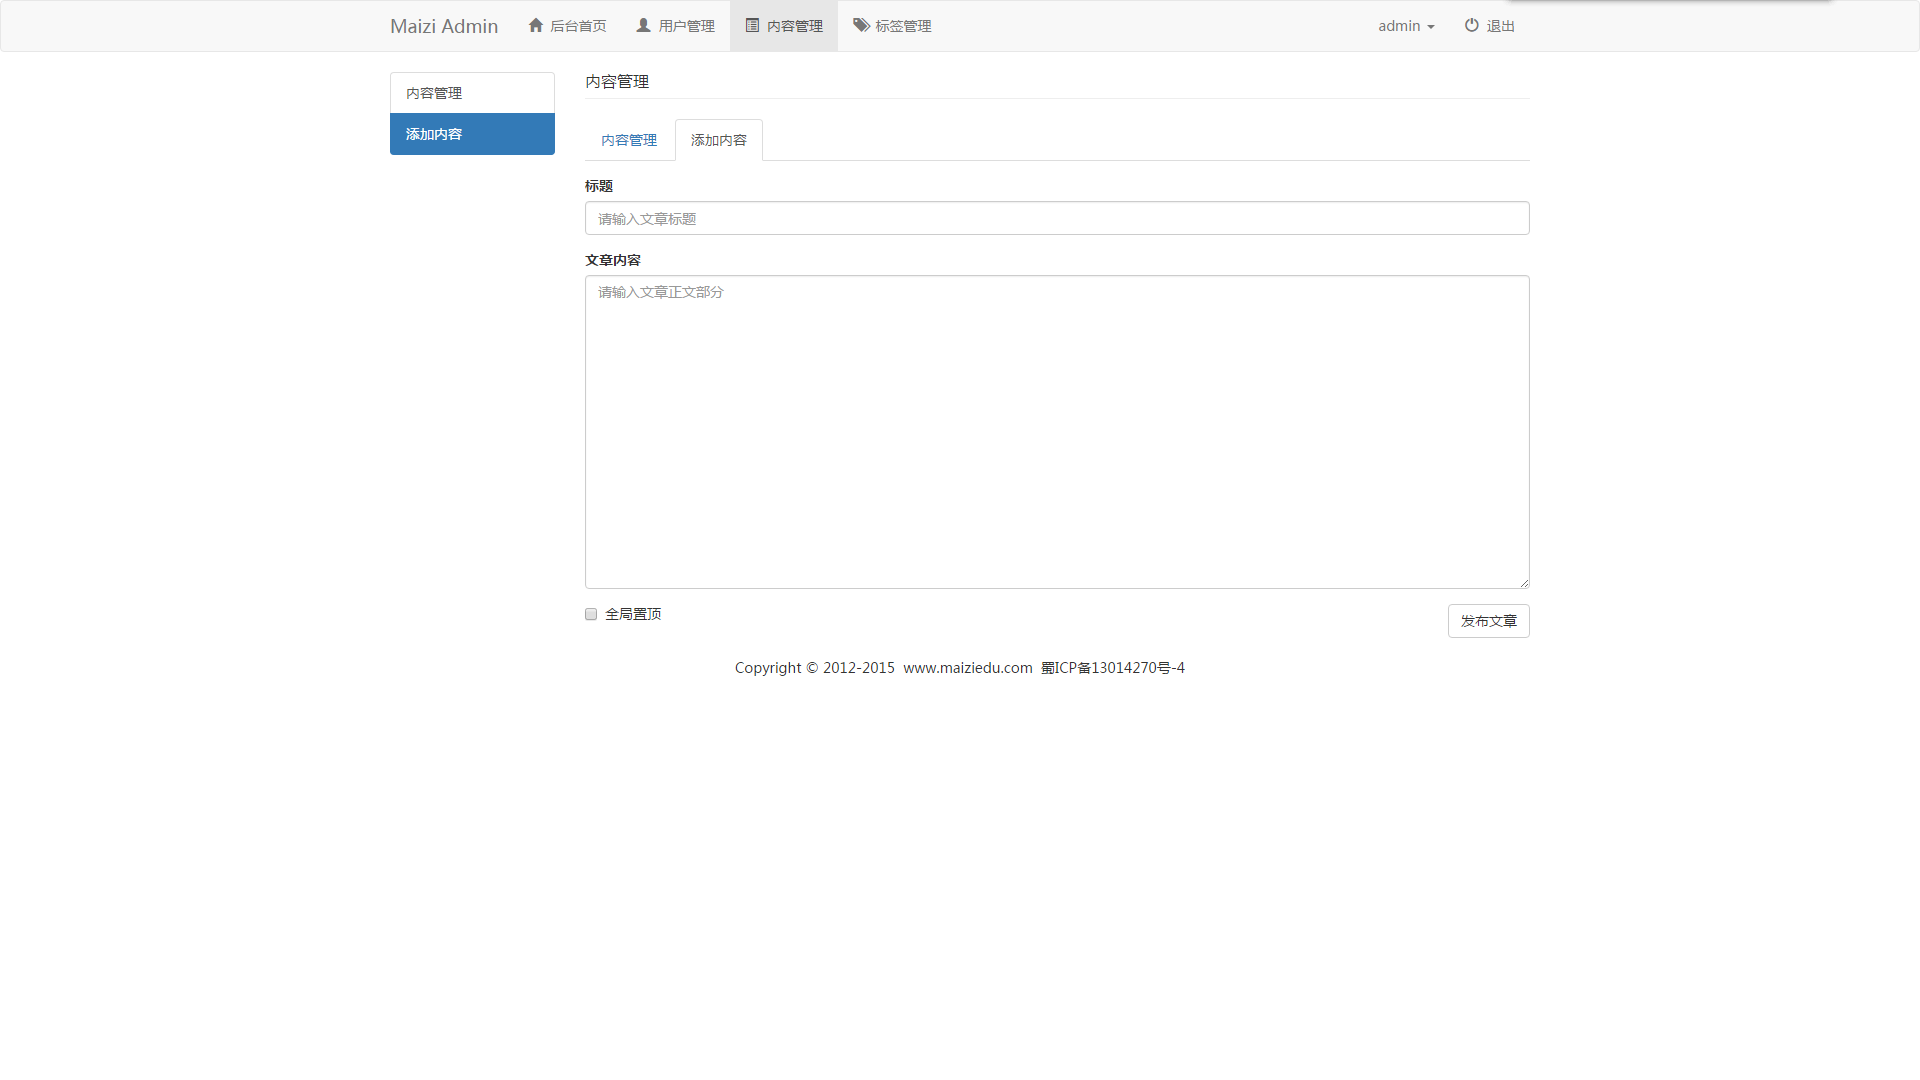 Maizi Admin 后台首页 用户管理 内容管理 标签管理 admin 退出
内容管理
添加内容
内容管理
内容管理 添加内容
标题
请输入文章标题
文章内容
请输入文章正文部分
全局置顶 发布文章
Copyright © 2012-2015 www.maiziedu.com 蜀ICP备13014270号-4